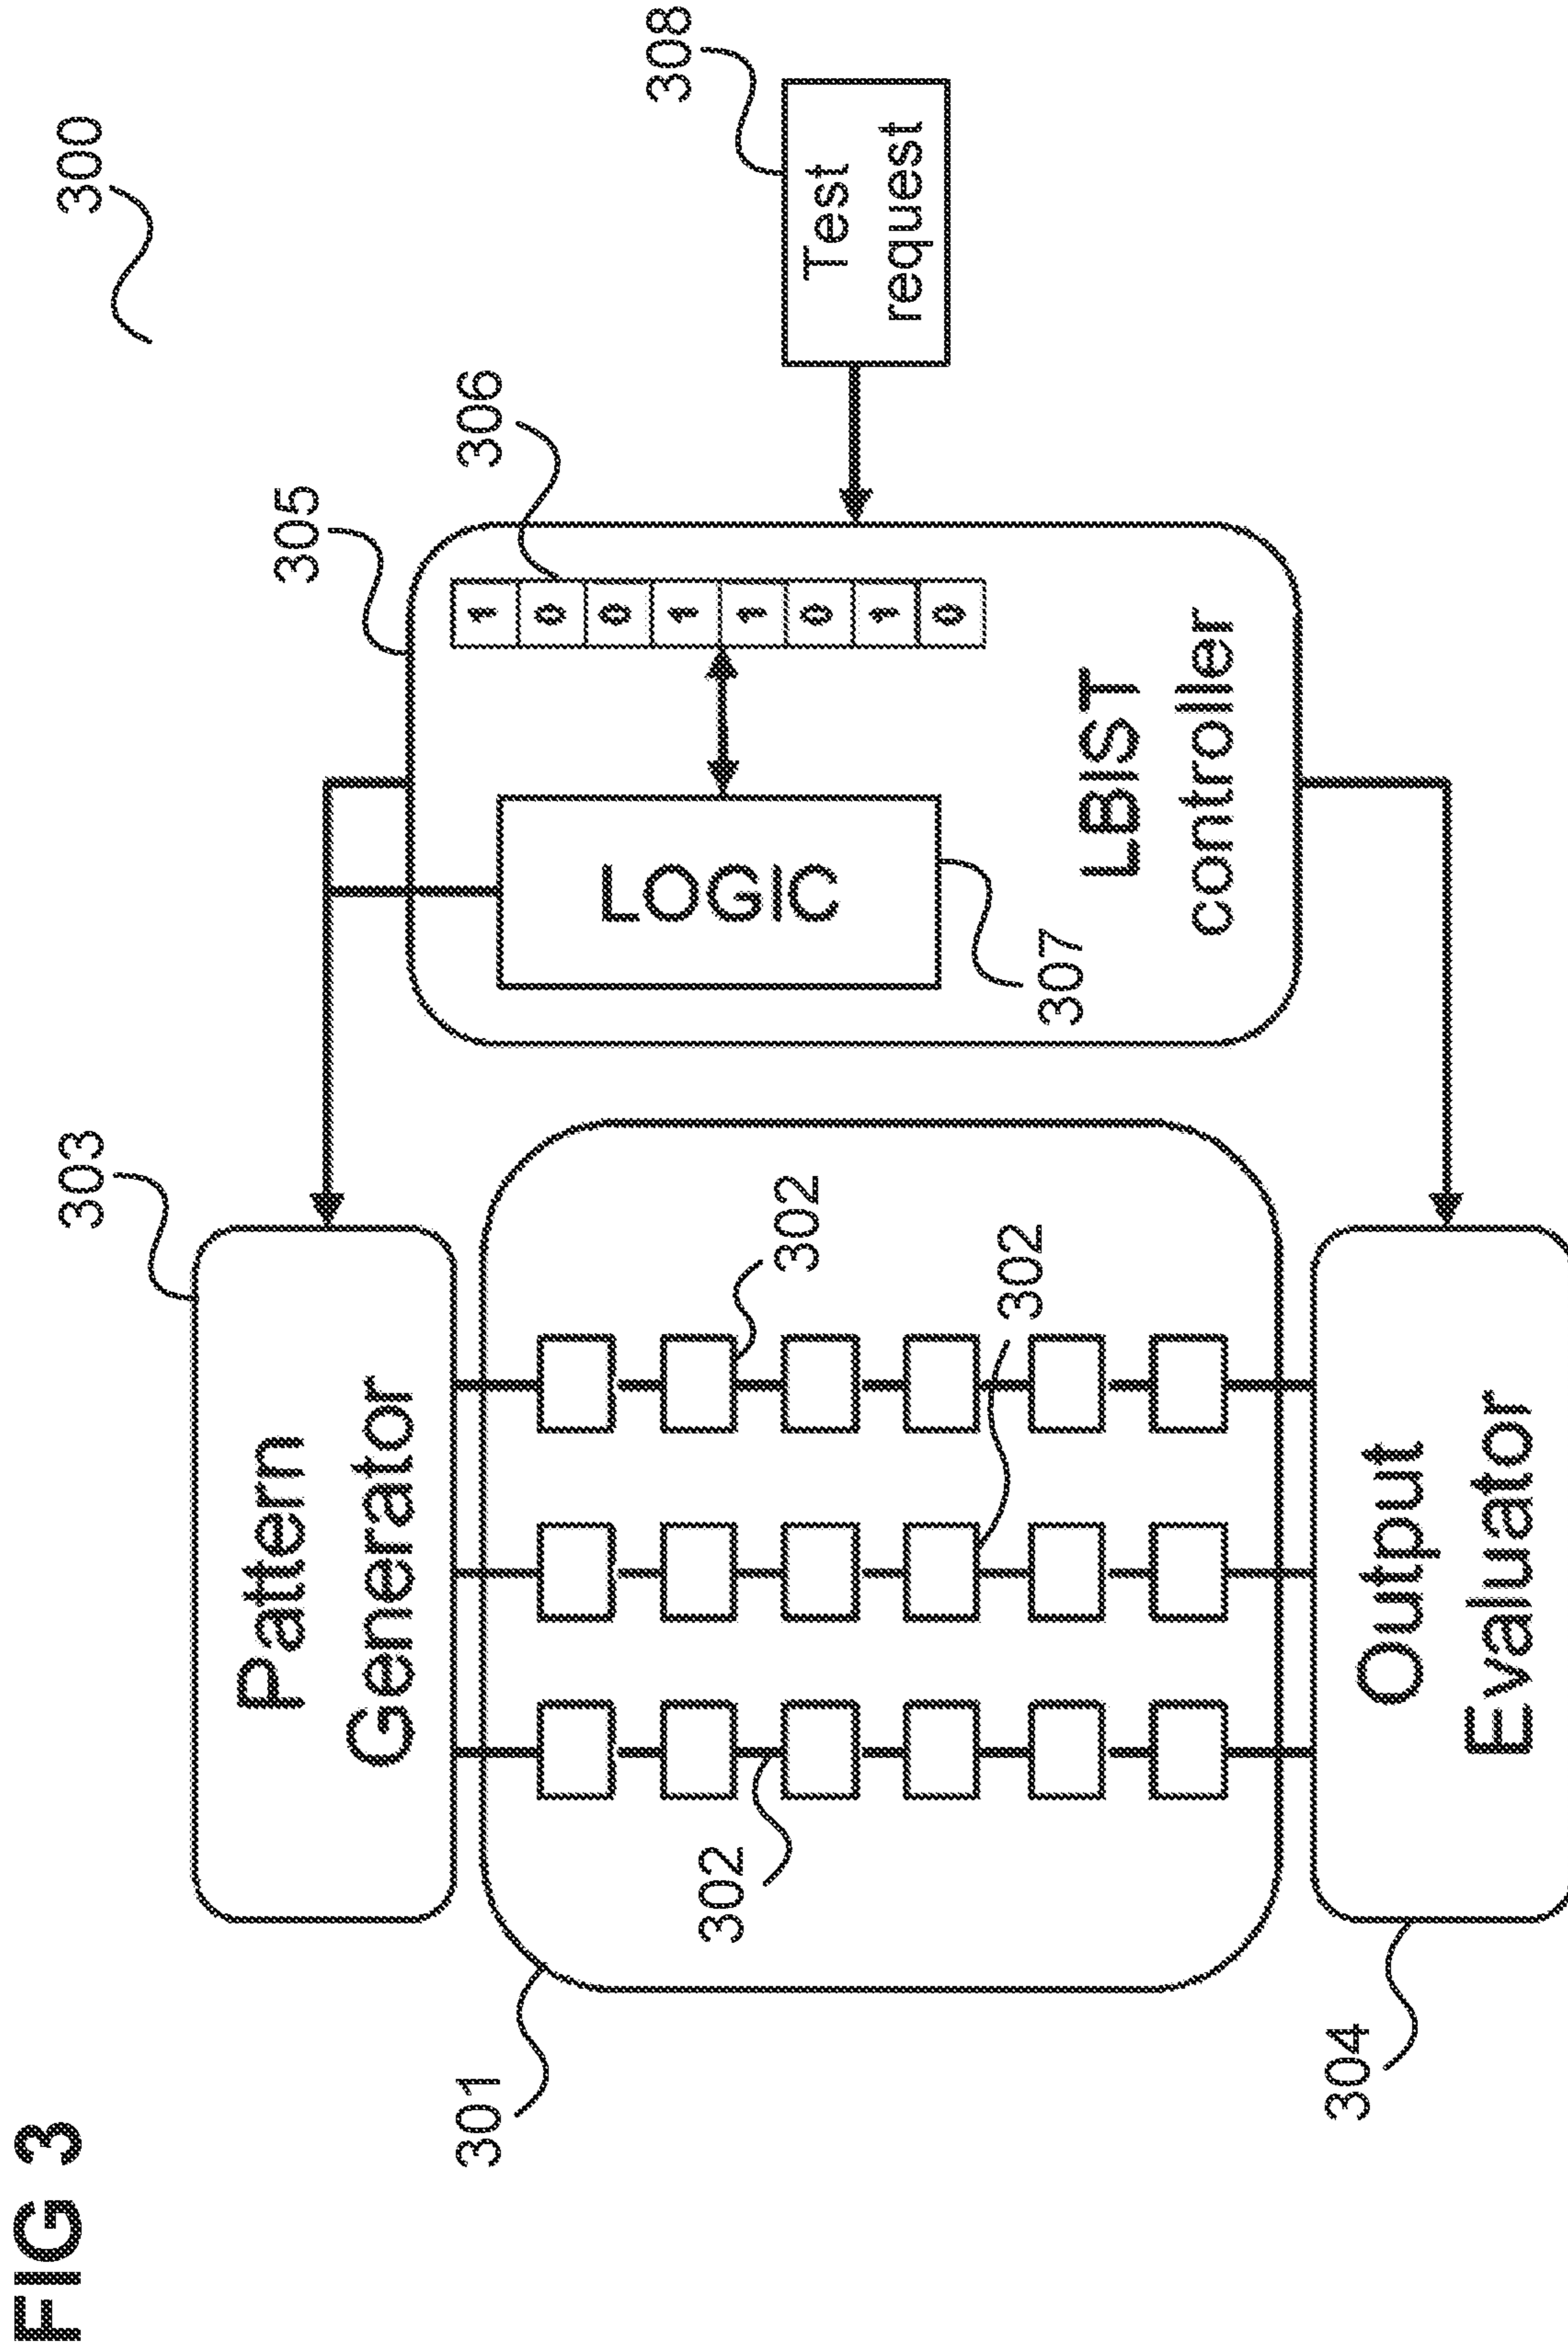 FIG 3
300
303
Pattern
Generator
305
306
1
0
0
1
1
0
1
0
LOGIC
307
LBIST
controller
308
Test
request
301
302
302
302
304
Output
Evaluator